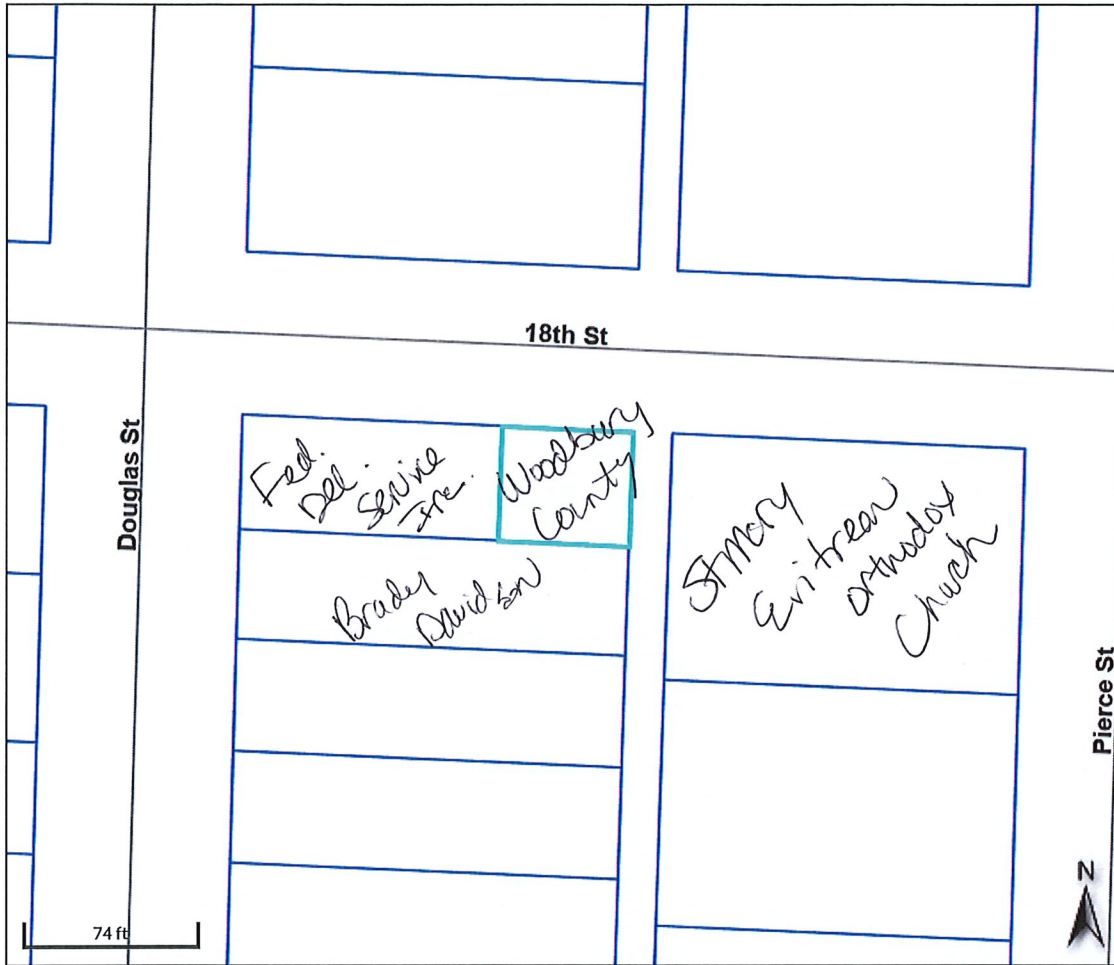 18th St
Douglas St
Fed.
Del.
Service
Inc.
Woodbury
County
Brady
Davidson
St Mary
Eritrean
Orthodox
Church
Pierce St
N
74 ft